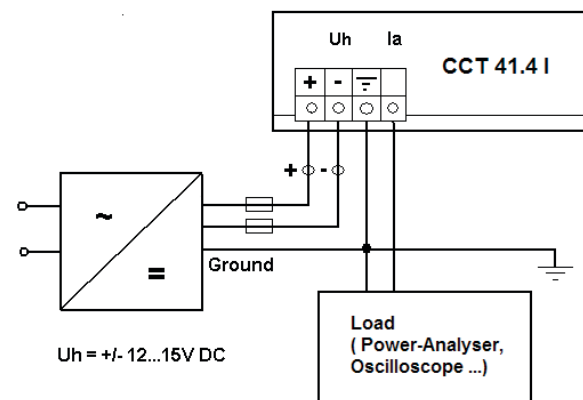 Uh Ia
CCT 41.4 I
+ -
+ -
~
=
Ground
Uh = +/- 12...15V DC
Load
( Power-Analyser,
Oscilloscope ...)